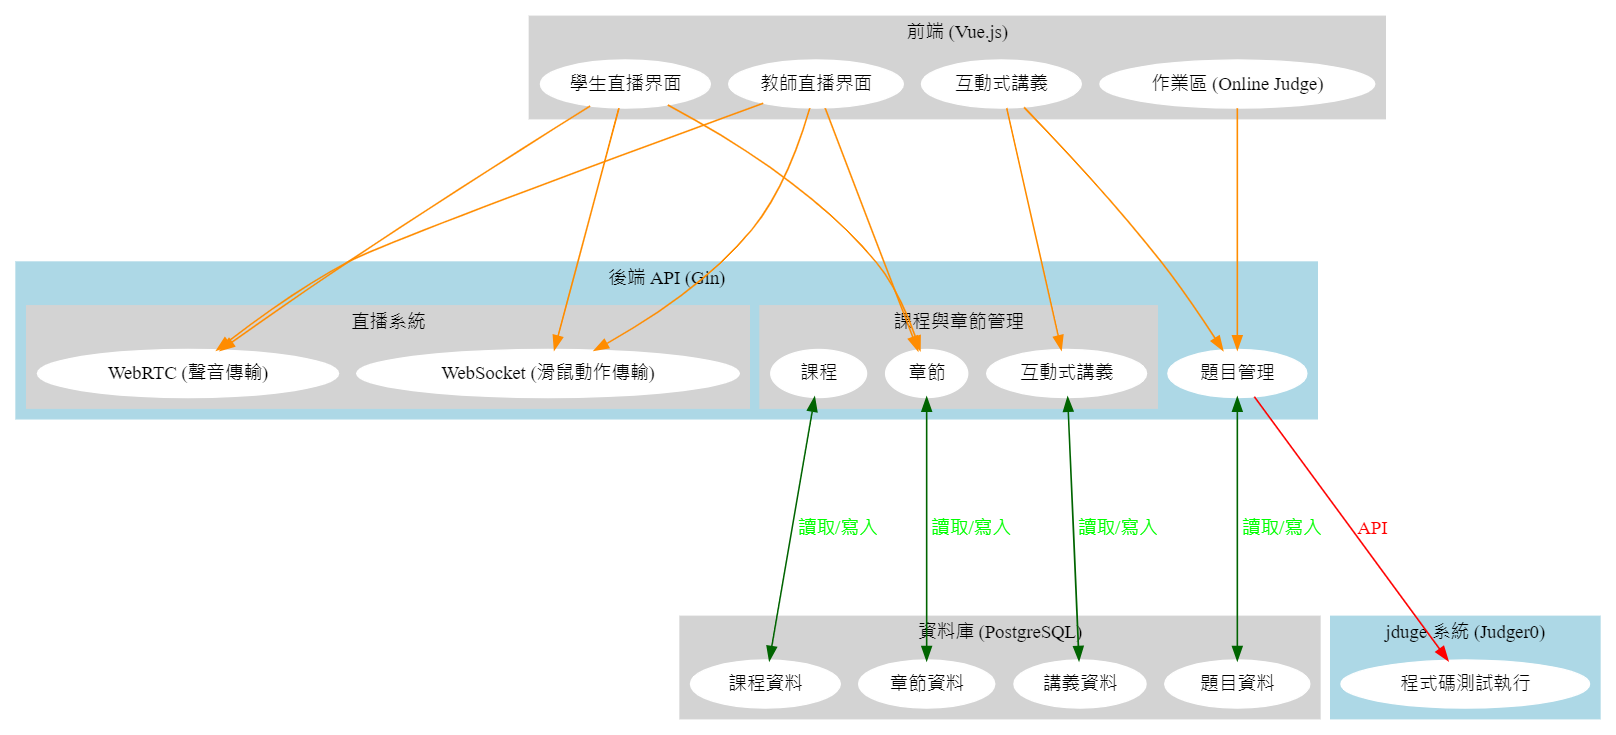 前端 (Vue.js)
學生直播界面
教師直播界面
互動式講義
作業區 (Online Judge)
後端 API (Gin)
直播系統
課程與章節管理
WebRTC (聲音傳輸)
WebSocket (滑鼠動作傳輸)
課程
章節
互動式講義
題目管理
讀取/寫入
讀取/寫入
讀取/寫入
讀取/寫入
API
資料庫 (PostgreSQL)
jduge 系統 (Judger0)
課程資料
章節資料
講義資料
題目資料
程式碼測試執行